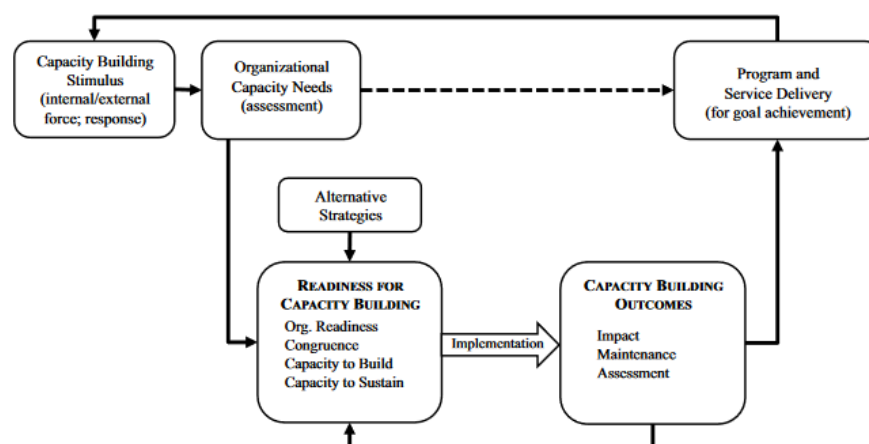 Capacity Building
Stimulus
(internal/external
force; response)
Organizational
Capacity Needs
(assessment)
Program and
Service Delivery
(for goal achievement)
Alternative
Strategies
READINESS FOR
CAPACITY BUILDING
Org. Readiness
Congruence
Capacity to Build
Capacity to Sustain
Implementation
CAPACITY BUILDING
OUTCOMES
Impact
Maintenance
Assessment